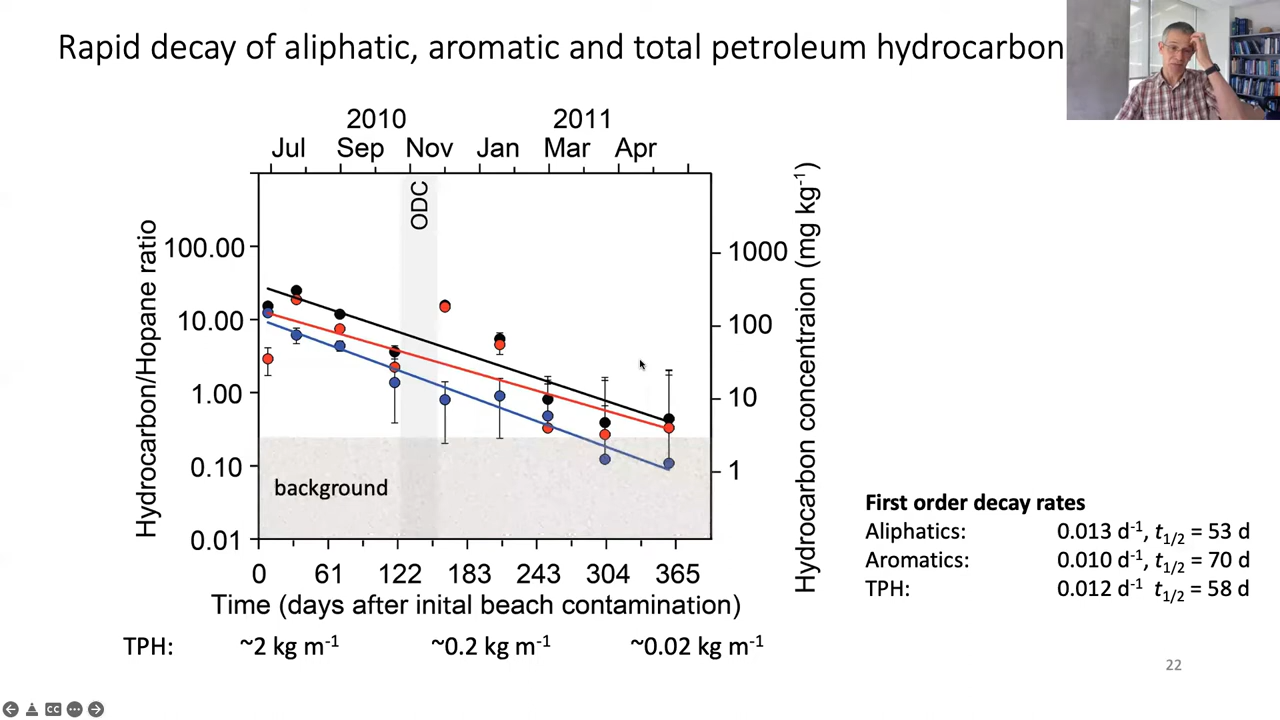 Rapid decay of aliphatic, aromatic and total petroleum hydrocarbon
2010 2011
Jul Sep Nov Jan Mar Apr
ODC
Hydrocarbon/Hopane ratio
100.00
10.00
1.00
0.10
0.01
Hydrocarbon concentraion (mg kg-1)
1000
100
10
1
background
0 61 122 183 243 304 365
Time (days after inital beach contamination)
TPH: ~2 kg m-1 ~0.2 kg m-1 ~0.02 kg m-1
First order decay rates
Aliphatics: 0.013 d-1, t1/2 = 53 d
Aromatics: 0.010 d-1, t1/2 = 70 d
TPH: 0.012 d-1 t1/2 = 58 d
22
CC